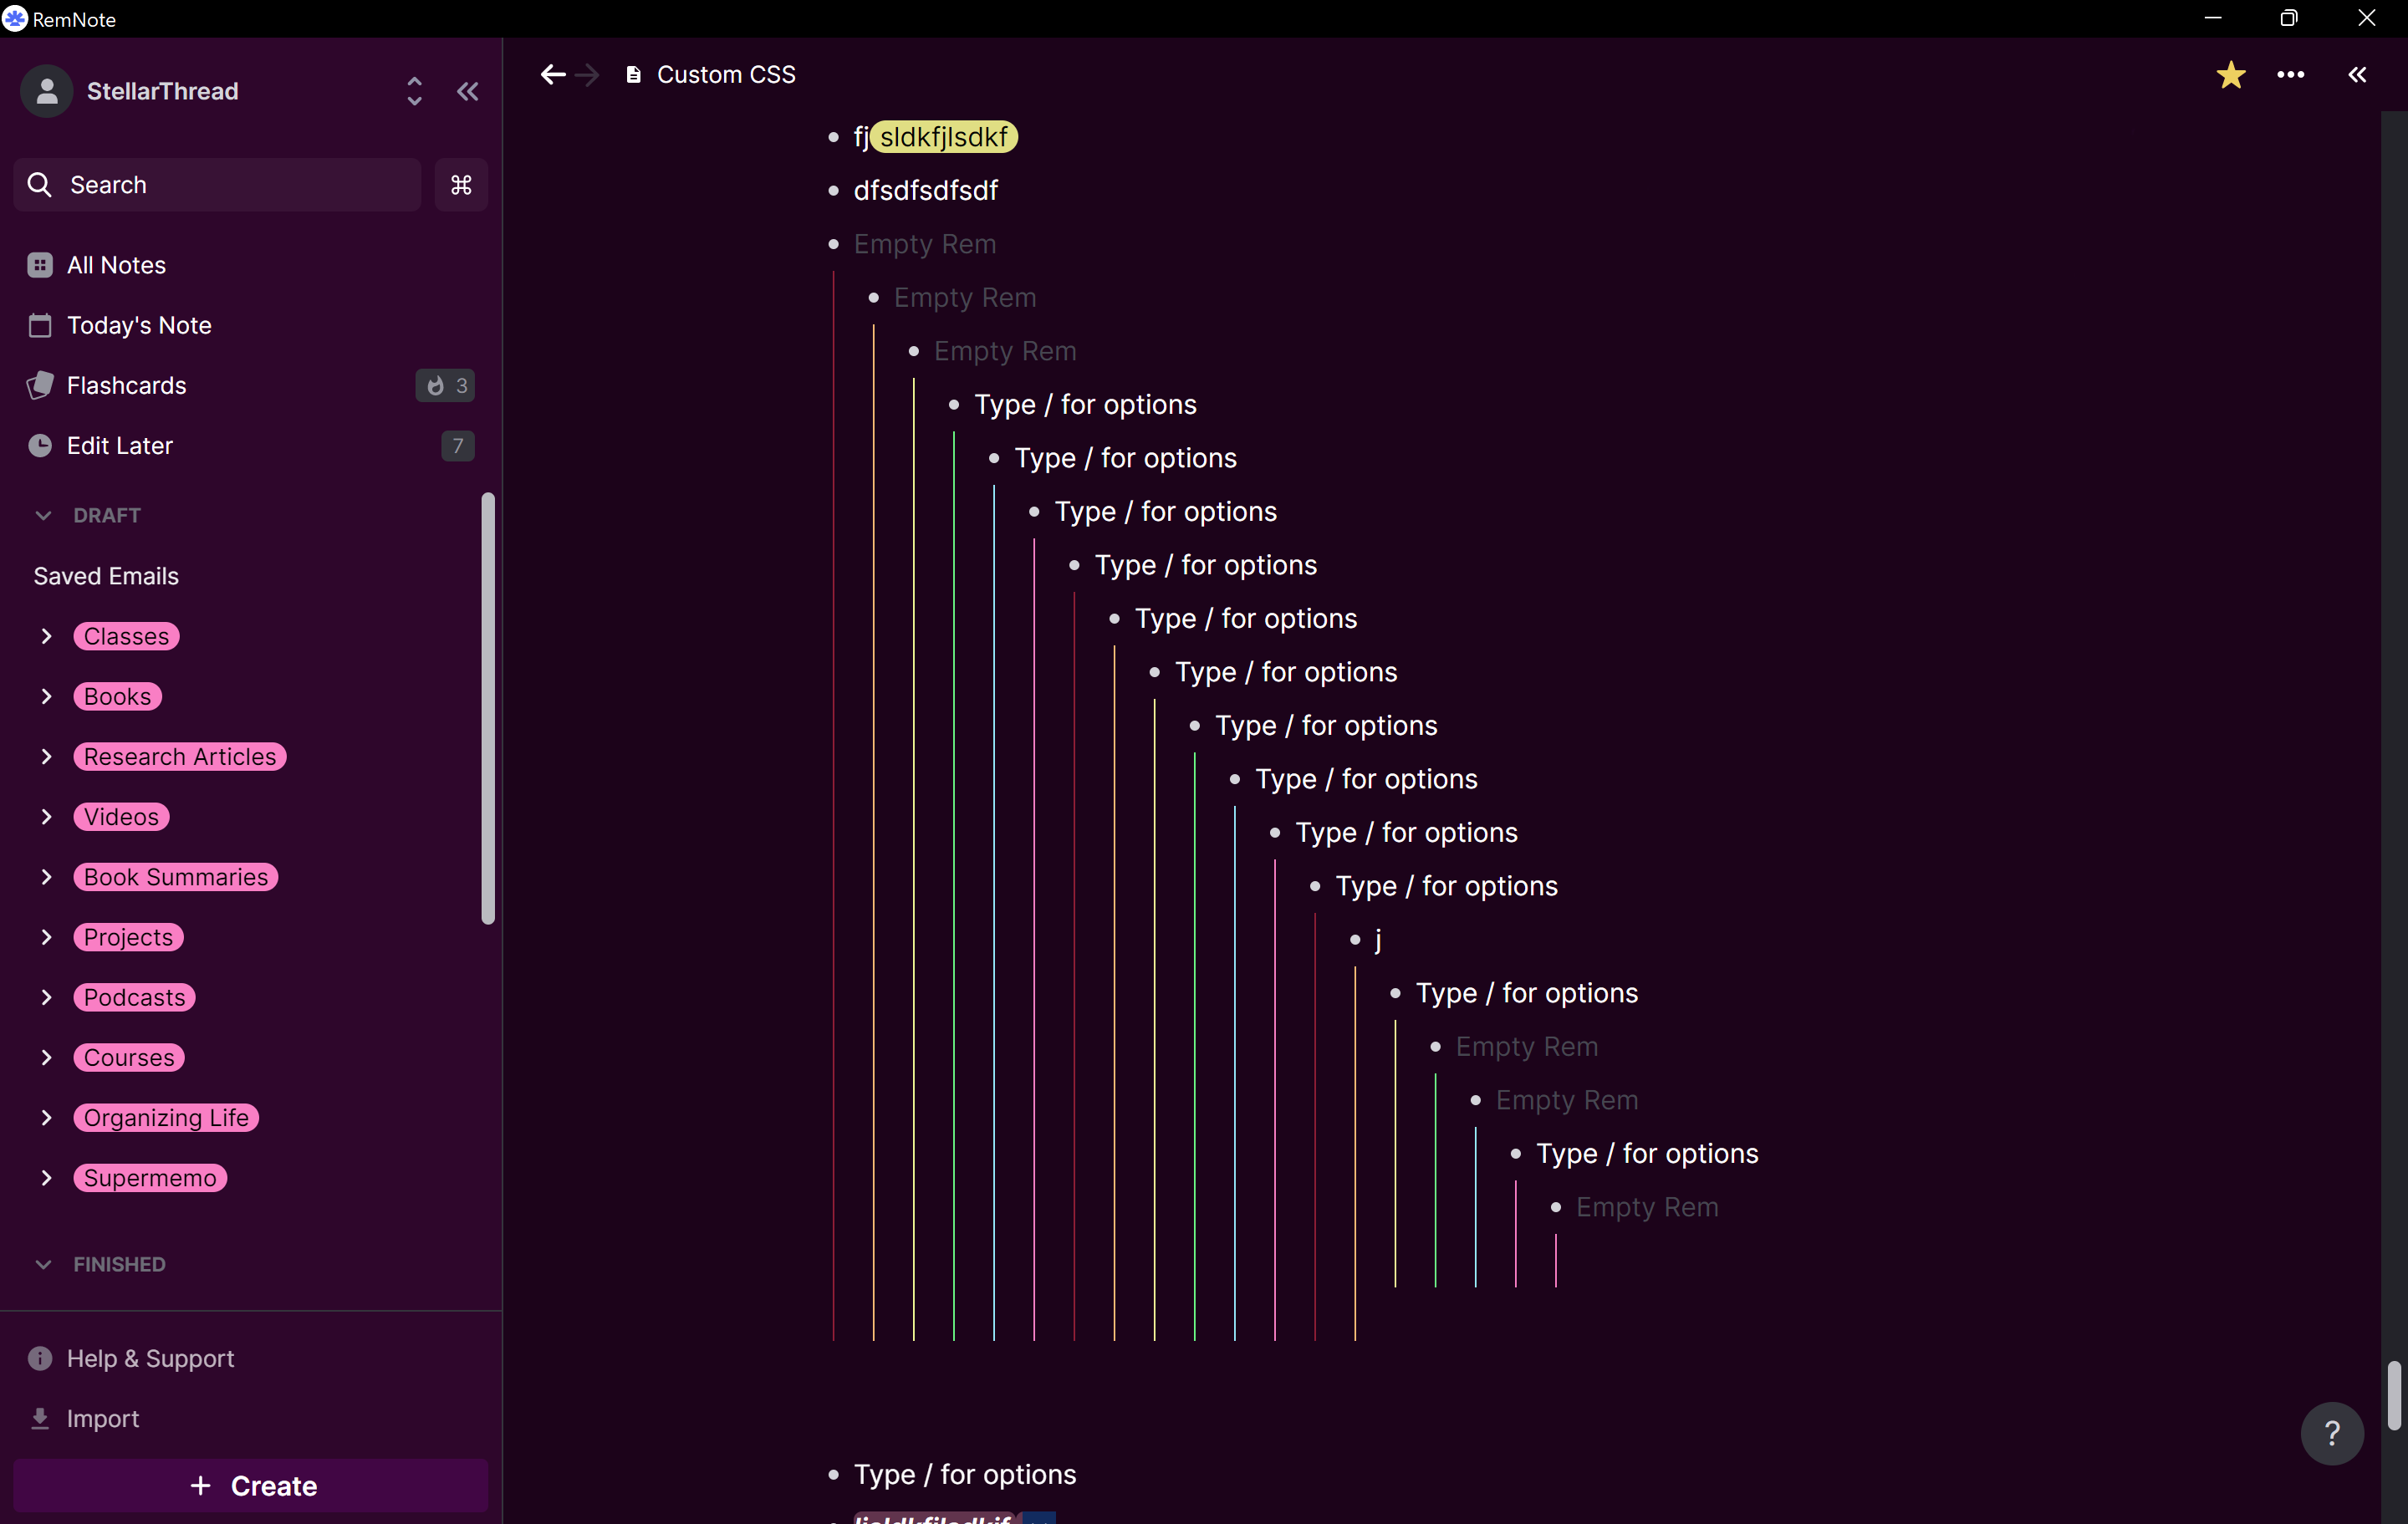 RemNote
StellarThread
Search
All Notes
Today's Note
Flashcards
3
Edit Later
7
DRAFT
Saved Emails
Classes
Books
Research Articles
Videos
Book Summaries
Projects
Podcasts
Courses
Organizing Life
Supermemo
FINISHED
Help & Support
Import
+ Create
Custom CSS
fjsldkfjlsdkf
dfsdfsdfsdf
Empty Rem
Empty Rem
Empty Rem
Type / for options
Type / for options
Type / for options
Type / for options
Type / for options
Type / for options
Type / for options
Type / for options
Type / for options
Type / for options
j
Type / for options
Empty Rem
Empty Rem
Type / for options
Empty Rem
Type / for options
?